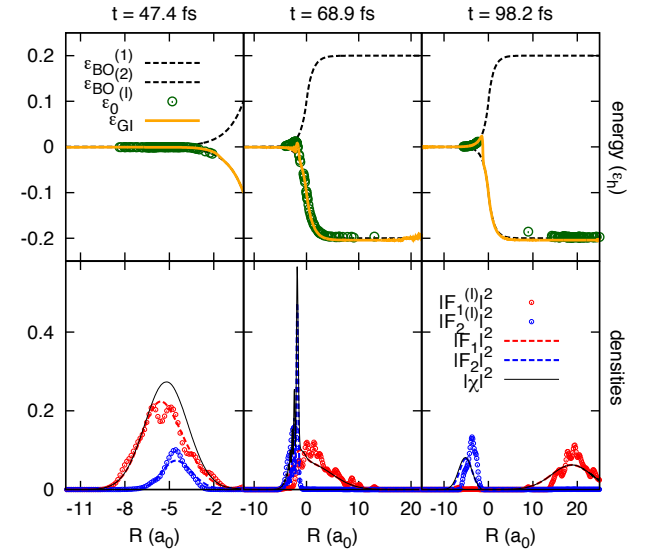 t = 47.4 fs
t = 68.9 fs
t = 98.2 fs
0.2
0.1
0
-0.1
-0.2
ε_BO^(1)
ε_BO^(2)
ε_0^(I)
ε_GI
energy (ε_h)
0.4
0.2
0
|F_1^(I)|^2
|F_2^(I)|^2
|F_1|^2
|F_2|^2
|χ|^2
densities
-11 -8 -5 -2
0 10 20
0 10 20
R (a_0)
R (a_0)
R (a_0)